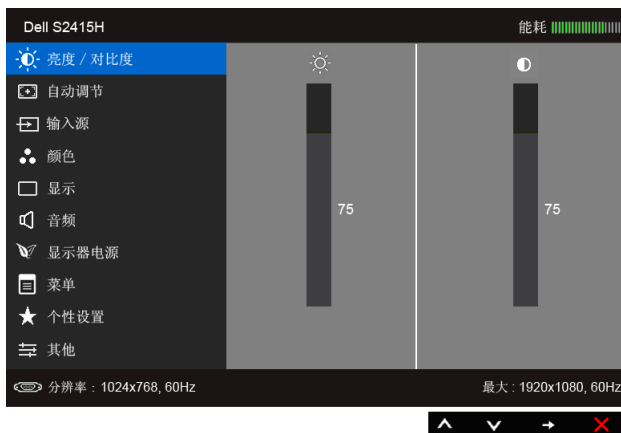 Dell S2415H
能耗
亮度 / 对比度
自动调节
输入源
颜色
显示
音频
显示器电源
菜单
个性设置
其他
75
75
分辨率 : 1024x768, 60Hz
最大 : 1920x1080, 60Hz